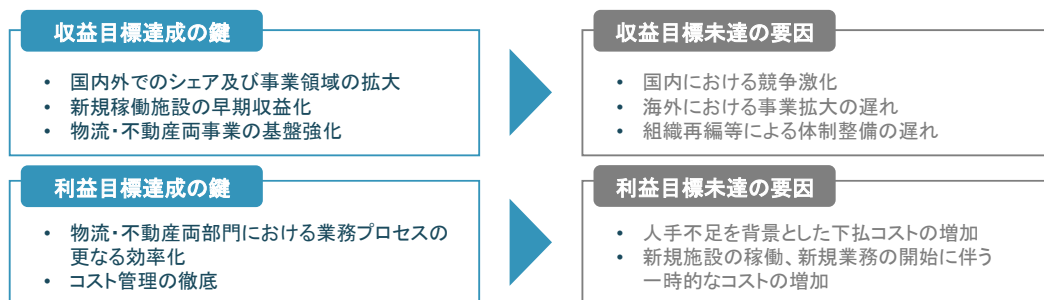 収益目標達成の鍵
• 国内外でのシェア及び事業領域の拡大
• 新規稼働施設の早期収益化
• 物流・不動産両事業の基盤強化
収益目標未達の要因
• 国内における競争激化
• 海外における事業拡大の遅れ
• 組織再編等による体制整備の遅れ
利益目標達成の鍵
• 物流・不動産両部門における業務プロセスの
更なる効率化
• コスト管理の徹底
利益目標未達の要因
• 人手不足を背景とした下払コストの増加
• 新規施設の稼働、新規業務の開始に伴う
一時的なコストの増加